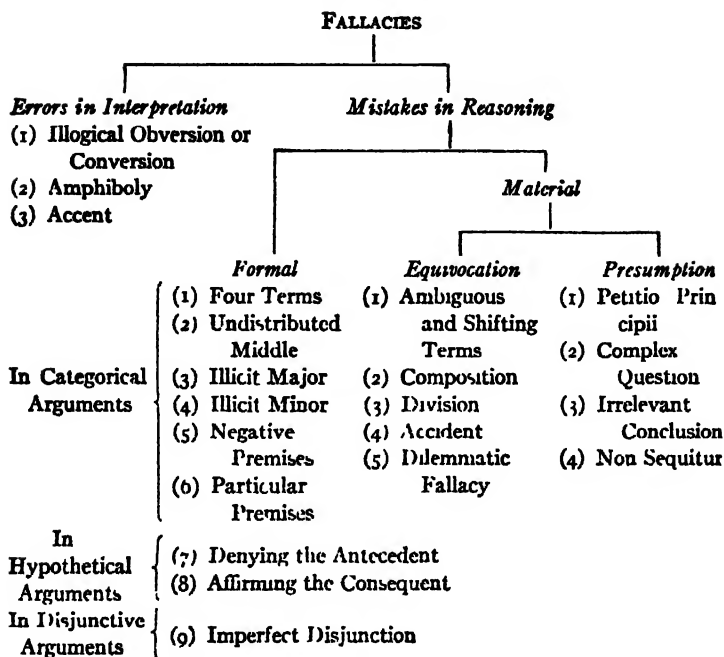 FALLACIES
Errors in Interpretation
(1) Illogical Obversion or
Conversion
(2) Amphiboly
(3) Accent
Mistakes in Reasoning
Material
Formal
(1) Four Terms
(2) Undistributed
Middle
(3) Illicit Major
(4) Illicit Minor
(5) Negative
Premises
(6) Particular
Premises
Equivocation
(1) Ambiguous
and Shifting
Terms
(2) Composition
(3) Division
(4) Accident
(5) Dilemmatic
Fallacy
Presumption
(1) Petitio Prin
cipii
(2) Complex
Question
(3) Irrelevant
Conclusion
(4) Non Sequitur
In Categorical
Arguments
In
Hypothetical
Arguments
(7) Denying the Antecedent
(8) Affirming the Consequent
In Disjunctive
Arguments
(9) Imperfect Disjunction